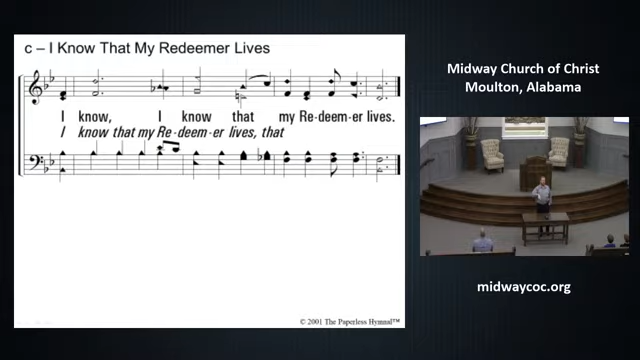 c – I Know That My Redeemer Lives
I know, I know that my Re-deem-er lives.
I know that my Re-deem-er lives, that
© 2001 The Paperless Hymnal™
Midway Church of Christ
Moulton, Alabama
midwaycoc.org